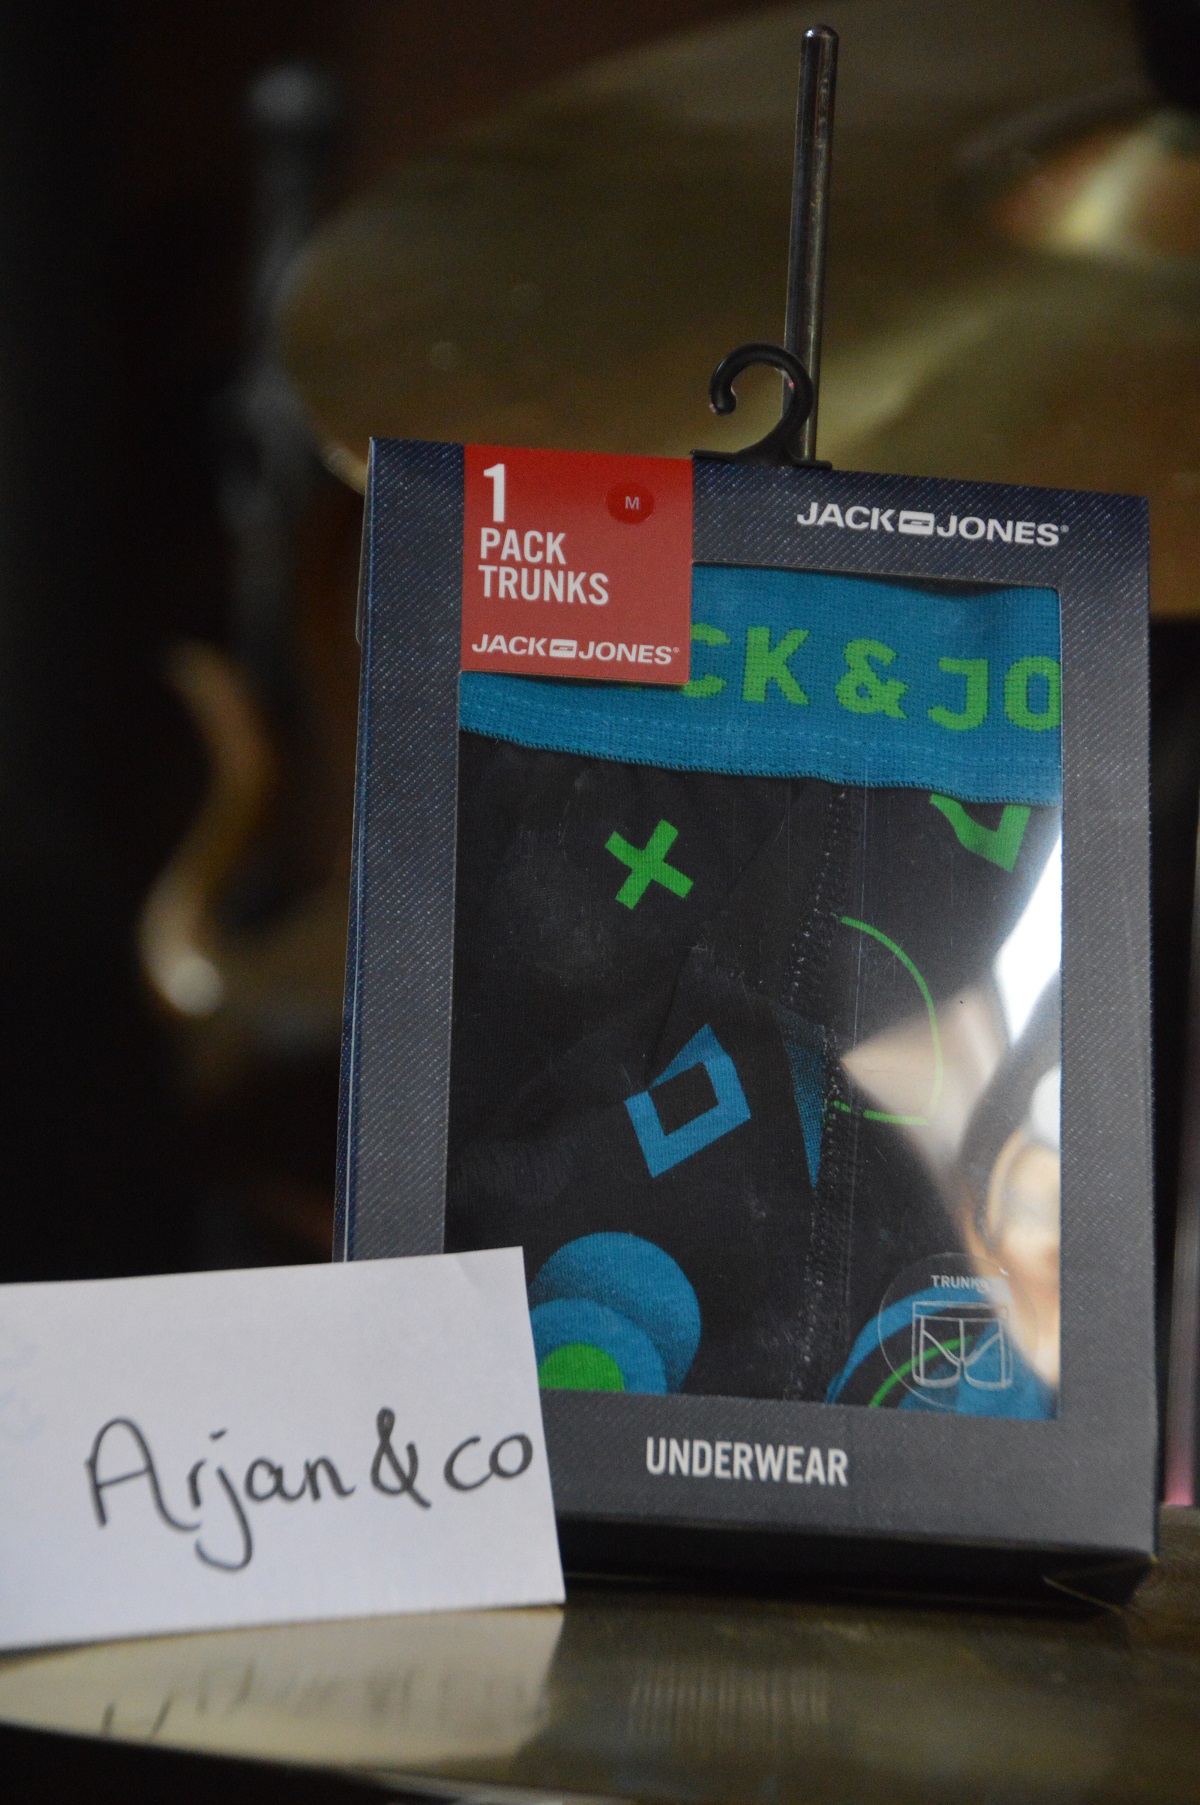 1
M
PACK
TRUNKS
JACK JONES®
JACK JONES®
CK & JO
TRUNKS
UNDERWEAR
Arjan & co